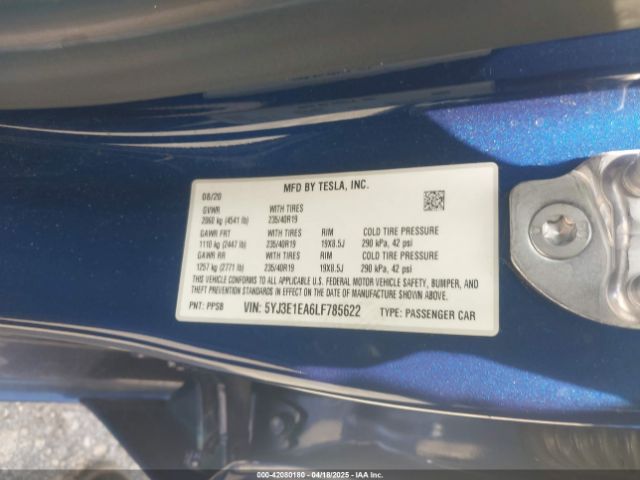 MFD BY TESLA, INC.
08/20
GVWR WITH TIRES
2060 kg (4541 lb) 235/40R19
GAWR FRT WITH TIRES RIM COLD TIRE PRESSURE
1110 kg (2447 lb) 235/40R19 19X8.5J 290 kPa, 42 psi
GAWR RR WITH TIRES RIM COLD TIRE PRESSURE
1257 kg (2771 lb) 235/40R19 19X8.5J 290 kPa, 42 psi
THIS VEHICLE CONFORMS TO ALL APPLICABLE U.S. FEDERAL MOTOR VEHICLE SAFETY, BUMPER, AND
THEFT PREVENTION STANDARDS IN EFFECT ON THE DATE OF MANUFACTURE SHOWN ABOVE.
PNT: PPSB VIN: 5YJ3E1EA6LF785622 TYPE: PASSENGER CAR
000-42080180 - 04/18/2025 - IAA Inc.